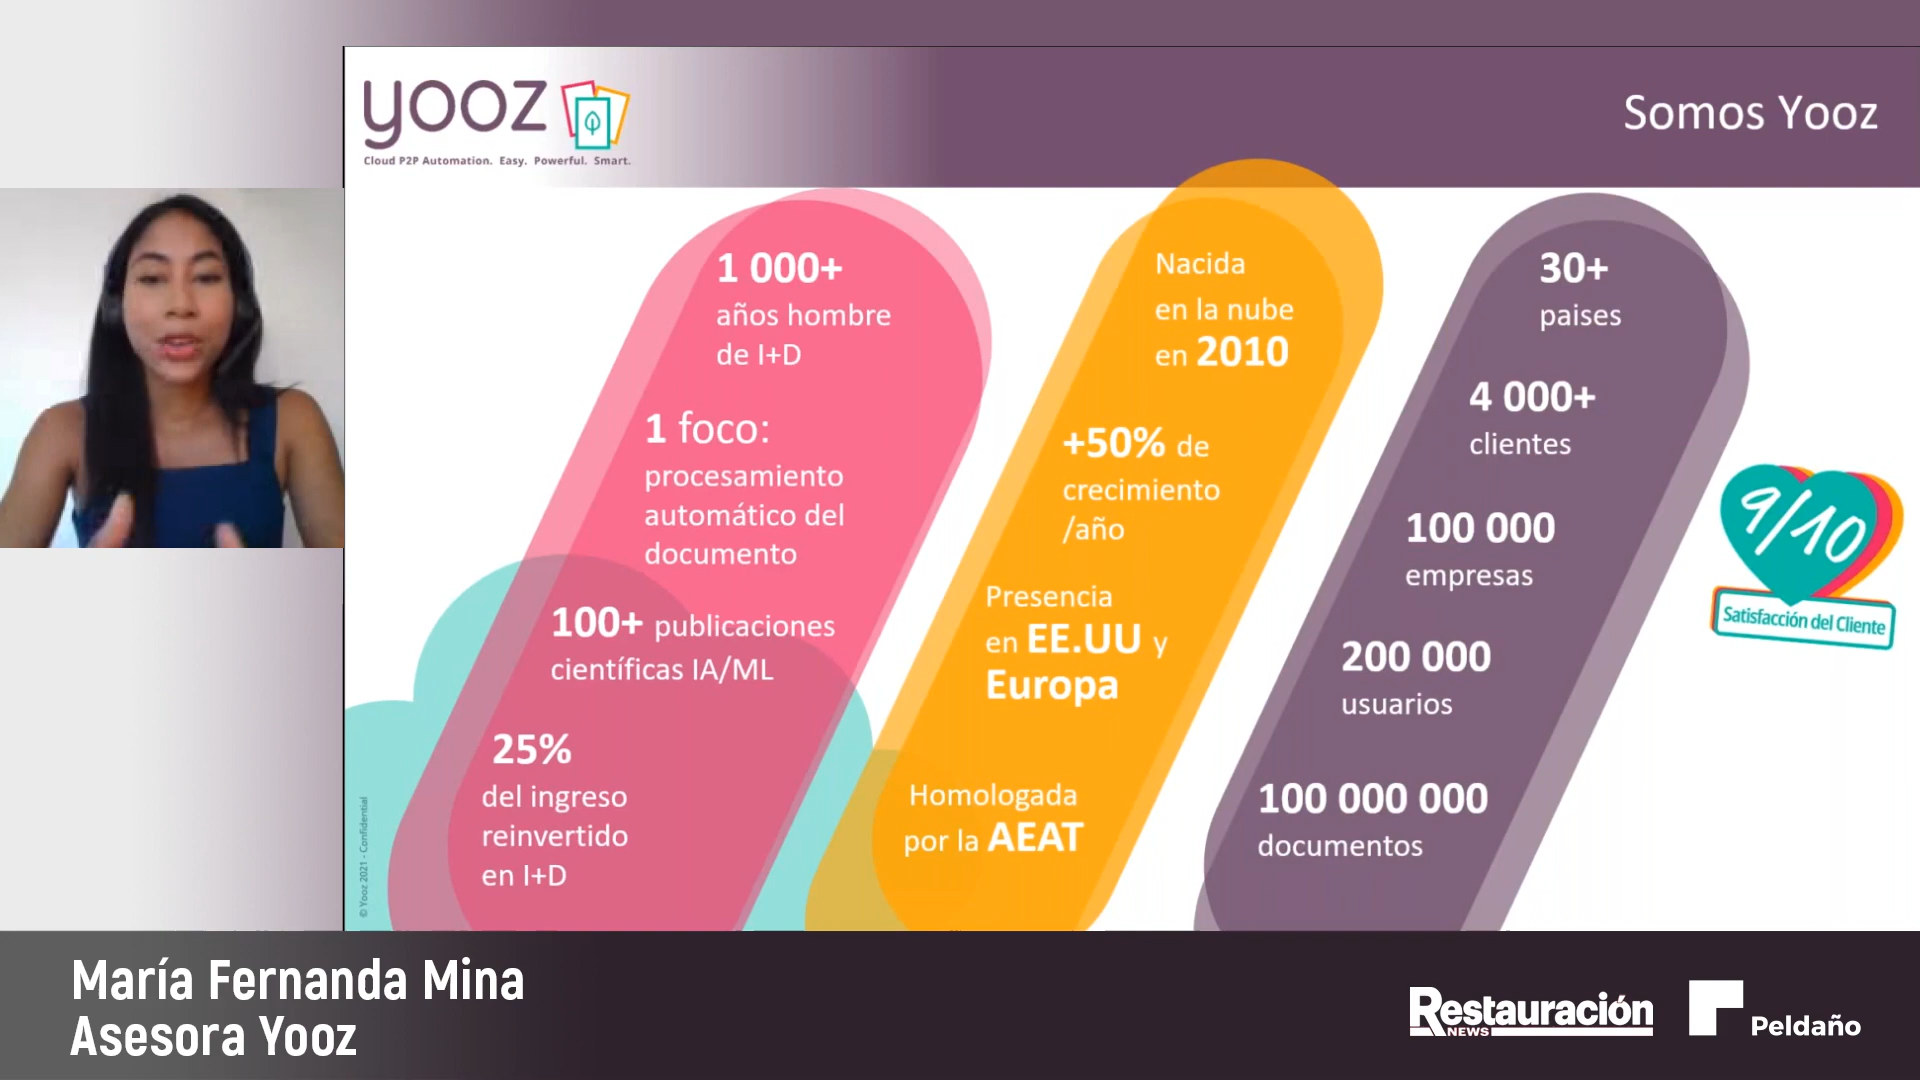 yooz
Cloud P2P Automation. Easy. Powerful. Smart.
Somos Yooz
1 000+
años hombre
de I+D
1 foco:
procesamiento
automático del
documento
100+ publicaciones
científicas IA/ML
25%
del ingreso
reinvertido
en I+D
Nacida
en la nube
en 2010
+50% de
crecimiento
/año
Presencia
en EE.UU y
Europa
Homologada
por la AEAT
30+
paises
4 000+
clientes
100 000
empresas
200 000
usuarios
100 000 000
documentos
9/10
Satisfacción del Cliente
© Yooz 2021 - Confidential
María Fernanda Mina
Asesora Yooz
Restauración
NEWS
Peldaño